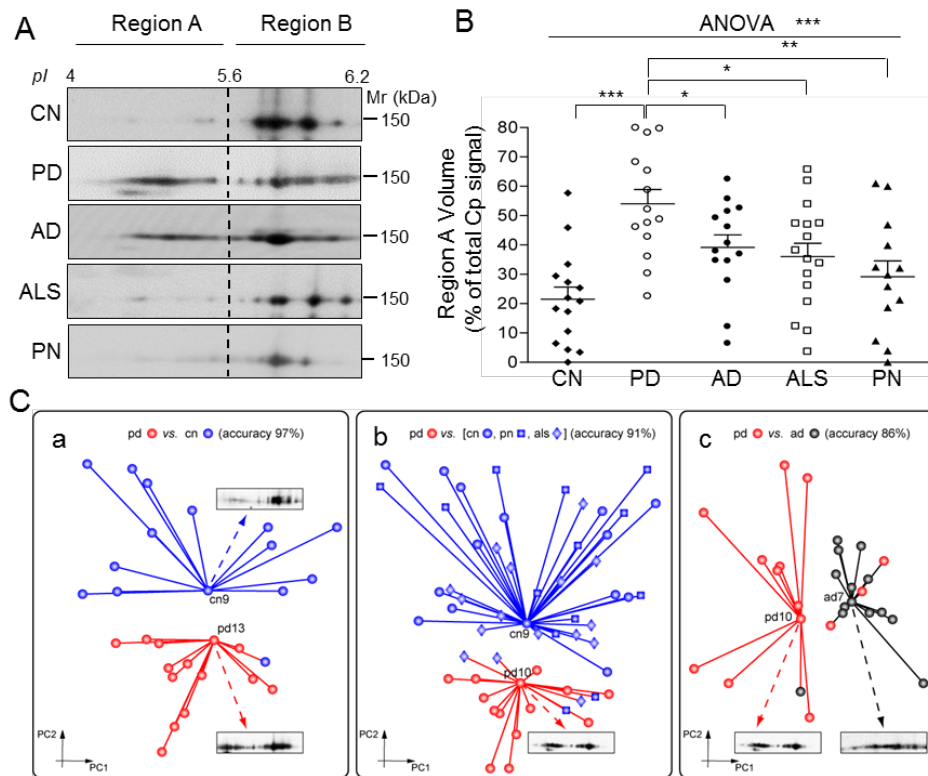 A
Region A Region B
pI 4 5.6 6.2
Mr (kDa)
CN
150
PD
150
AD
150
ALS
150
PN
150
B
ANOVA ***
**
*
*** *
Region A Volume
(% of total Cp signal)
80
70
60
50
40
30
20
10
0
CN PD AD ALS PN
C
a
pd vs. cn (accuracy 97%)
cn9
pd13
PC2
PC1
b
pd vs. [cn , pn , als ] (accuracy 91%)
cn9
pd10
PC2
PC1
c
pd vs. ad (accuracy 86%)
ad7
pd10
PC2
PC1